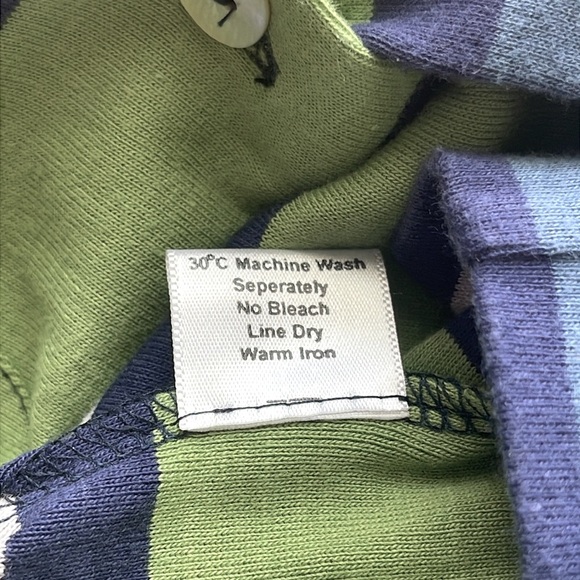 30°C Machine Wash
Seperately
No Bleach
Line Dry
Warm Iron